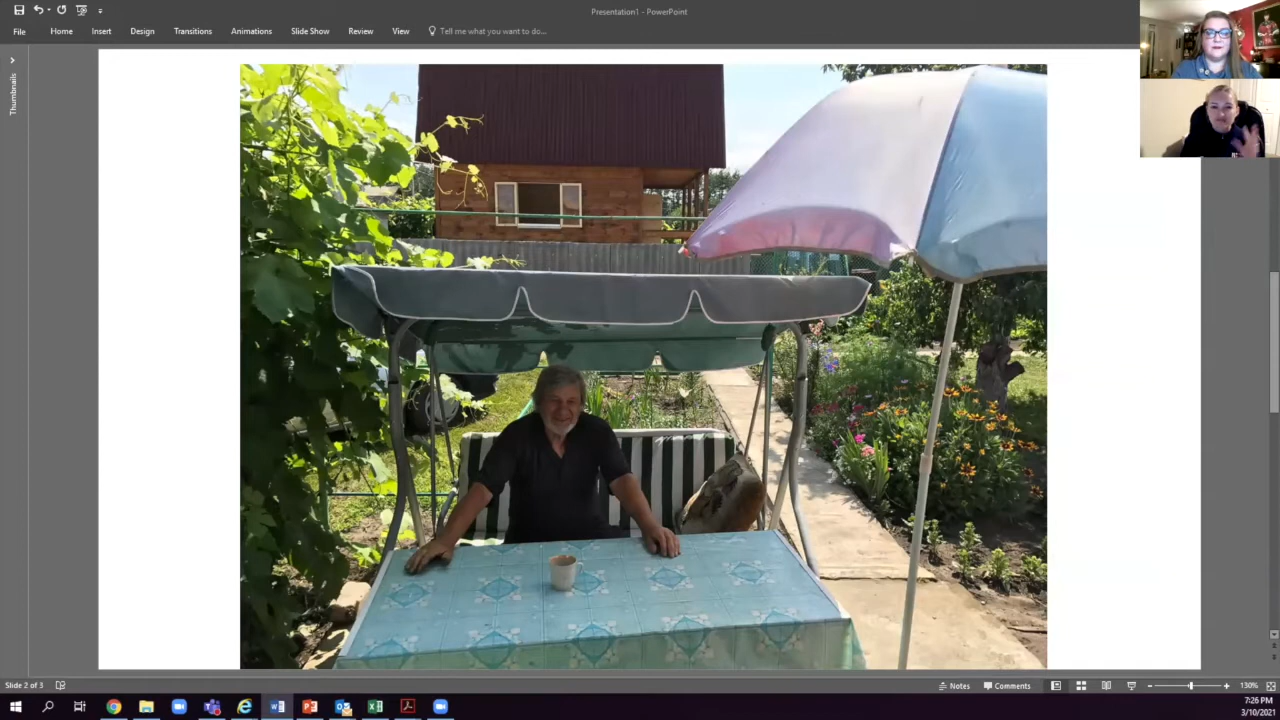 Presentation1 - PowerPoint
File Home Insert Design Transitions Animations Slide Show Review View Tell me what you want to do...
Thumbnails
Slide 2 of 3
Notes Comments 130%
7:26 PM
3/10/2021